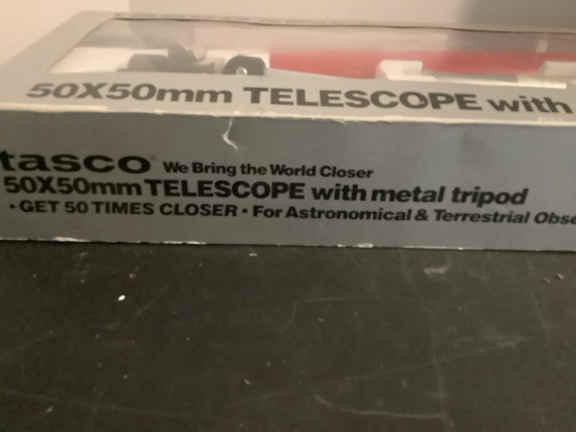 50X50mm TELESCOPE with
tasco® We Bring the World Closer
50X50mm TELESCOPE with metal tripod
• GET 50 TIMES CLOSER • For Astronomical & Terrestrial Obse